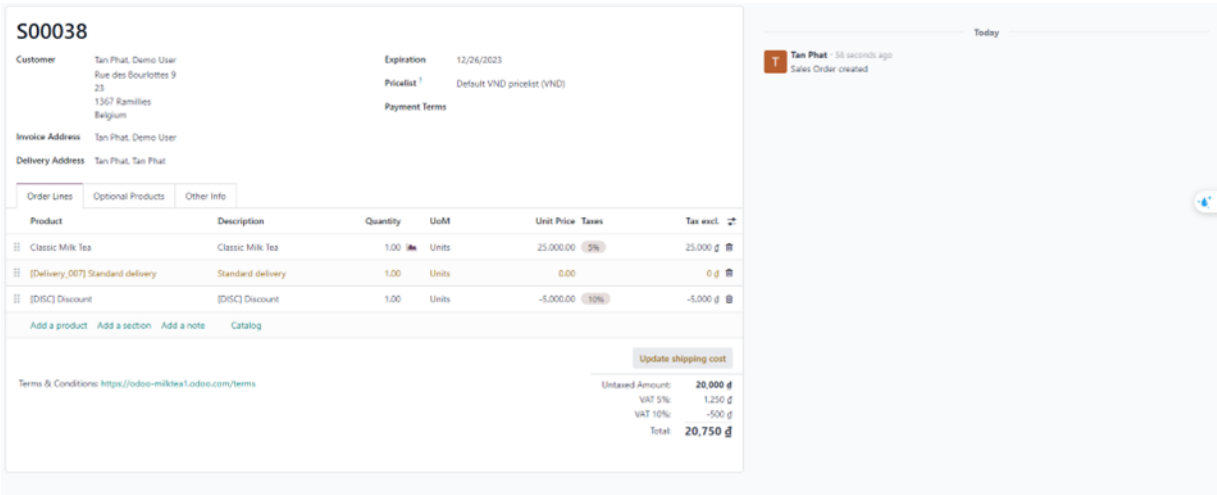 S00038
Customer Tan Phat, Demo User
Rue des Bourlottes 9
23
1367 Ramillies
Belgium
Expiration 12/26/2023
Pricelist ? Default VND pricelist (VND)
Payment Terms
Invoice Address Tan Phat, Demo User
Delivery Address Tan Phat, Tan Phat
Order Lines Optional Products Other Info
Product Description Quantity UoM Unit Price Taxes Tax excl.
Classic Milk Tea Classic Milk Tea 1.00 Units 25,000.00 5% 25,000 ₫
[Delivery_007] Standard delivery Standard delivery 1.00 Units 0.00 0 ₫
[DISC] Discount [DISC] Discount 1.00 Units -5,000.00 10% -5,000 ₫
Add a product Add a section Add a note Catalog
Update shipping cost
Terms & Conditions: https://odoo-milktea1.odoo.com/terms
Untaxed Amount: 20,000 ₫
VAT 5%: 1,250 ₫
VAT 10%: -500 ₫
Total: 20,750 ₫
Today
T
Tan Phat - 56 seconds ago
Sales Order created